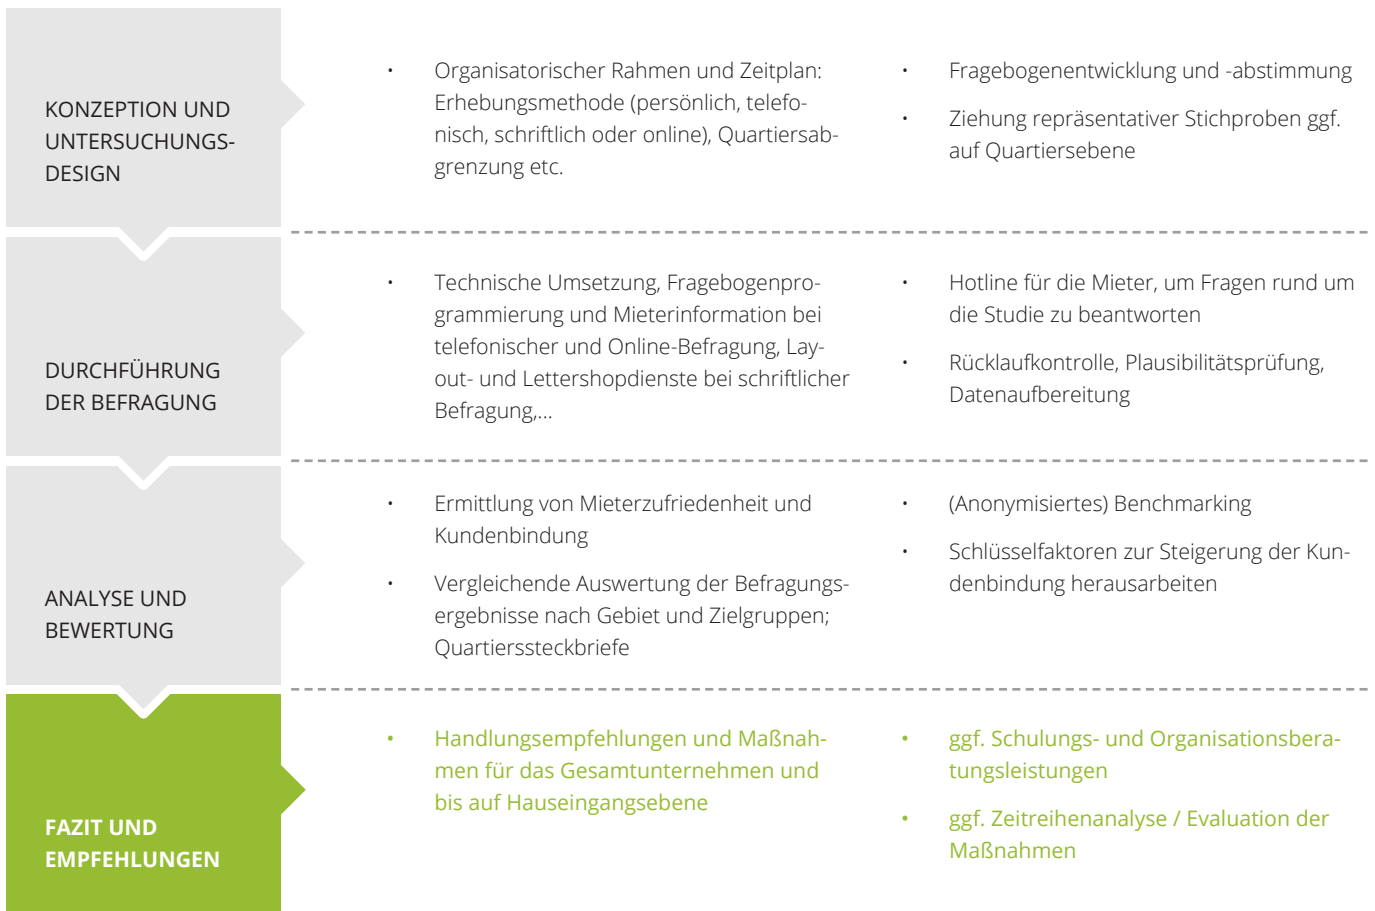 KONZEPTION UND
UNTERSUCHUNGS-
DESIGN
• Organisatorischer Rahmen und Zeitplan:
Erhebungsmethode (persönlich, telefo-
nisch, schriftlich oder online), Quartiersab-
grenzung etc.
• Fragebogenentwicklung und -abstimmung
• Ziehung repräsentativer Stichproben ggf.
auf Quartiersebene
DURCHFÜHRUNG
DER BEFRAGUNG
• Technische Umsetzung, Fragebogenpro-
grammierung und Mieterinformation bei
telefonischer und Online-Befragung, Lay-
out- und Lettershopdienste bei schriftlicher
Befragung,...
• Hotline für die Mieter, um Fragen rund um
die Studie zu beantworten
• Rücklaufkontrolle, Plausibilitätsprüfung,
Datenaufbereitung
ANALYSE UND
BEWERTUNG
• Ermittlung von Mieterzufriedenheit und
Kundenbindung
• Vergleichende Auswertung der Befragungs-
ergebnisse nach Gebiet und Zielgruppen;
Quartierssteckbriefe
• (Anonymisiertes) Benchmarking
• Schlüsselfaktoren zur Steigerung der Kun-
denbindung herausarbeiten
FAZIT UND
EMPFEHLUNGEN
• Handlungsempfehlungen und Maßnah-
men für das Gesamtunternehmen und
bis auf Hauseingangsebene
• ggf. Schulungs- und Organisationsbera-
tungsleistungen
• ggf. Zeitreihenanalyse / Evaluation der
Maßnahmen